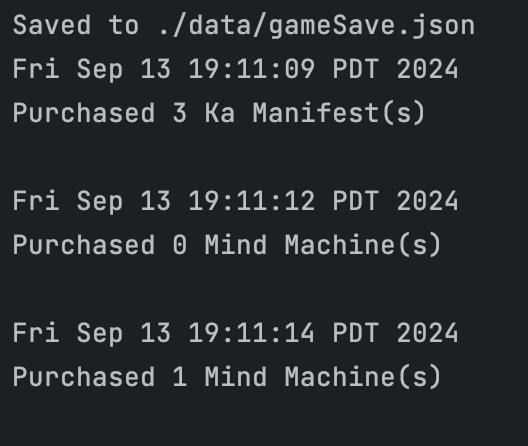 Saved to ./data/gameSave.json
Fri Sep 13 19:11:09 PDT 2024
Purchased 3 Ka Manifest(s)
Fri Sep 13 19:11:12 PDT 2024
Purchased 0 Mind Machine(s)
Fri Sep 13 19:11:14 PDT 2024
Purchased 1 Mind Machine(s)